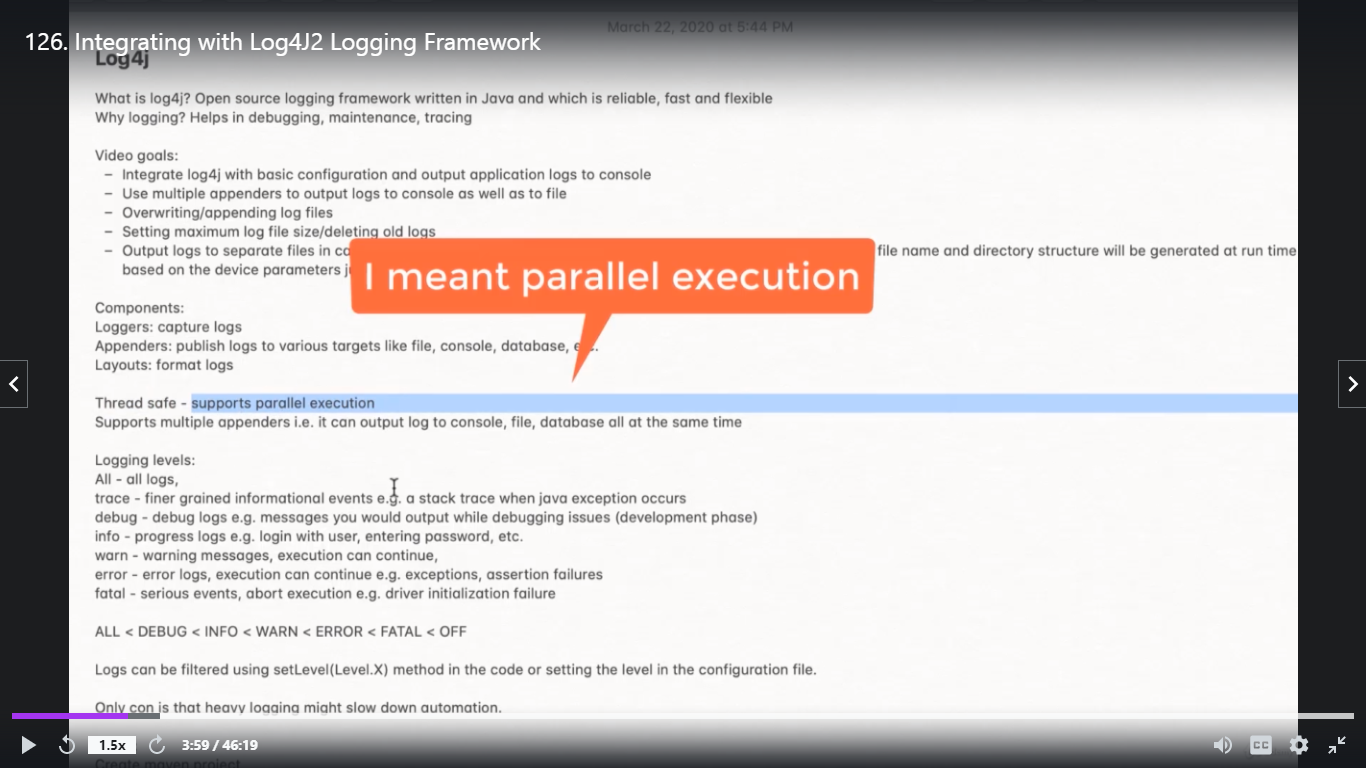 March 22, 2020 at 5:44 PM
126. Integrating with Log4J2 Logging Framework
Log4j
What is log4j? Open source logging framework written in Java and which is reliable, fast and flexible
Why logging? Helps in debugging, maintenance, tracing
Video goals:
– Integrate log4j with basic configuration and output application logs to console
– Use multiple appenders to output logs to console as well as to file
– Overwriting/appending log files
– Setting maximum log file size/deleting old logs
– Output logs to separate files in file name and directory structure will be generated at run time
based on the device parameters
I meant parallel execution
Components:
Loggers: capture logs
Appenders: publish logs to various targets like file, console, database,
Layouts: format logs
Thread safe - supports parallel execution
Supports multiple appenders i.e. it can output log to console, file, database all at the same time
Logging levels:
All - all logs,
trace - finer grained informational events e.g. a stack trace when java exception occurs
debug - debug logs e.g. messages you would output while debugging issues (development phase)
info - progress logs e.g. login with user, entering password, etc.
warn - warning messages, execution can continue,
error - error logs, execution can continue e.g. exceptions, assertion failures
fatal - serious events, abort execution e.g. driver initialization failure
ALL < DEBUG < INFO < WARN < ERROR < FATAL < OFF
Logs can be filtered using setLevel(Level.X) method in the code or setting the level in the configuration file.
Only con is that heavy logging might slow down automation.
1.5x 3:59 / 46:19 CC
Create maven project